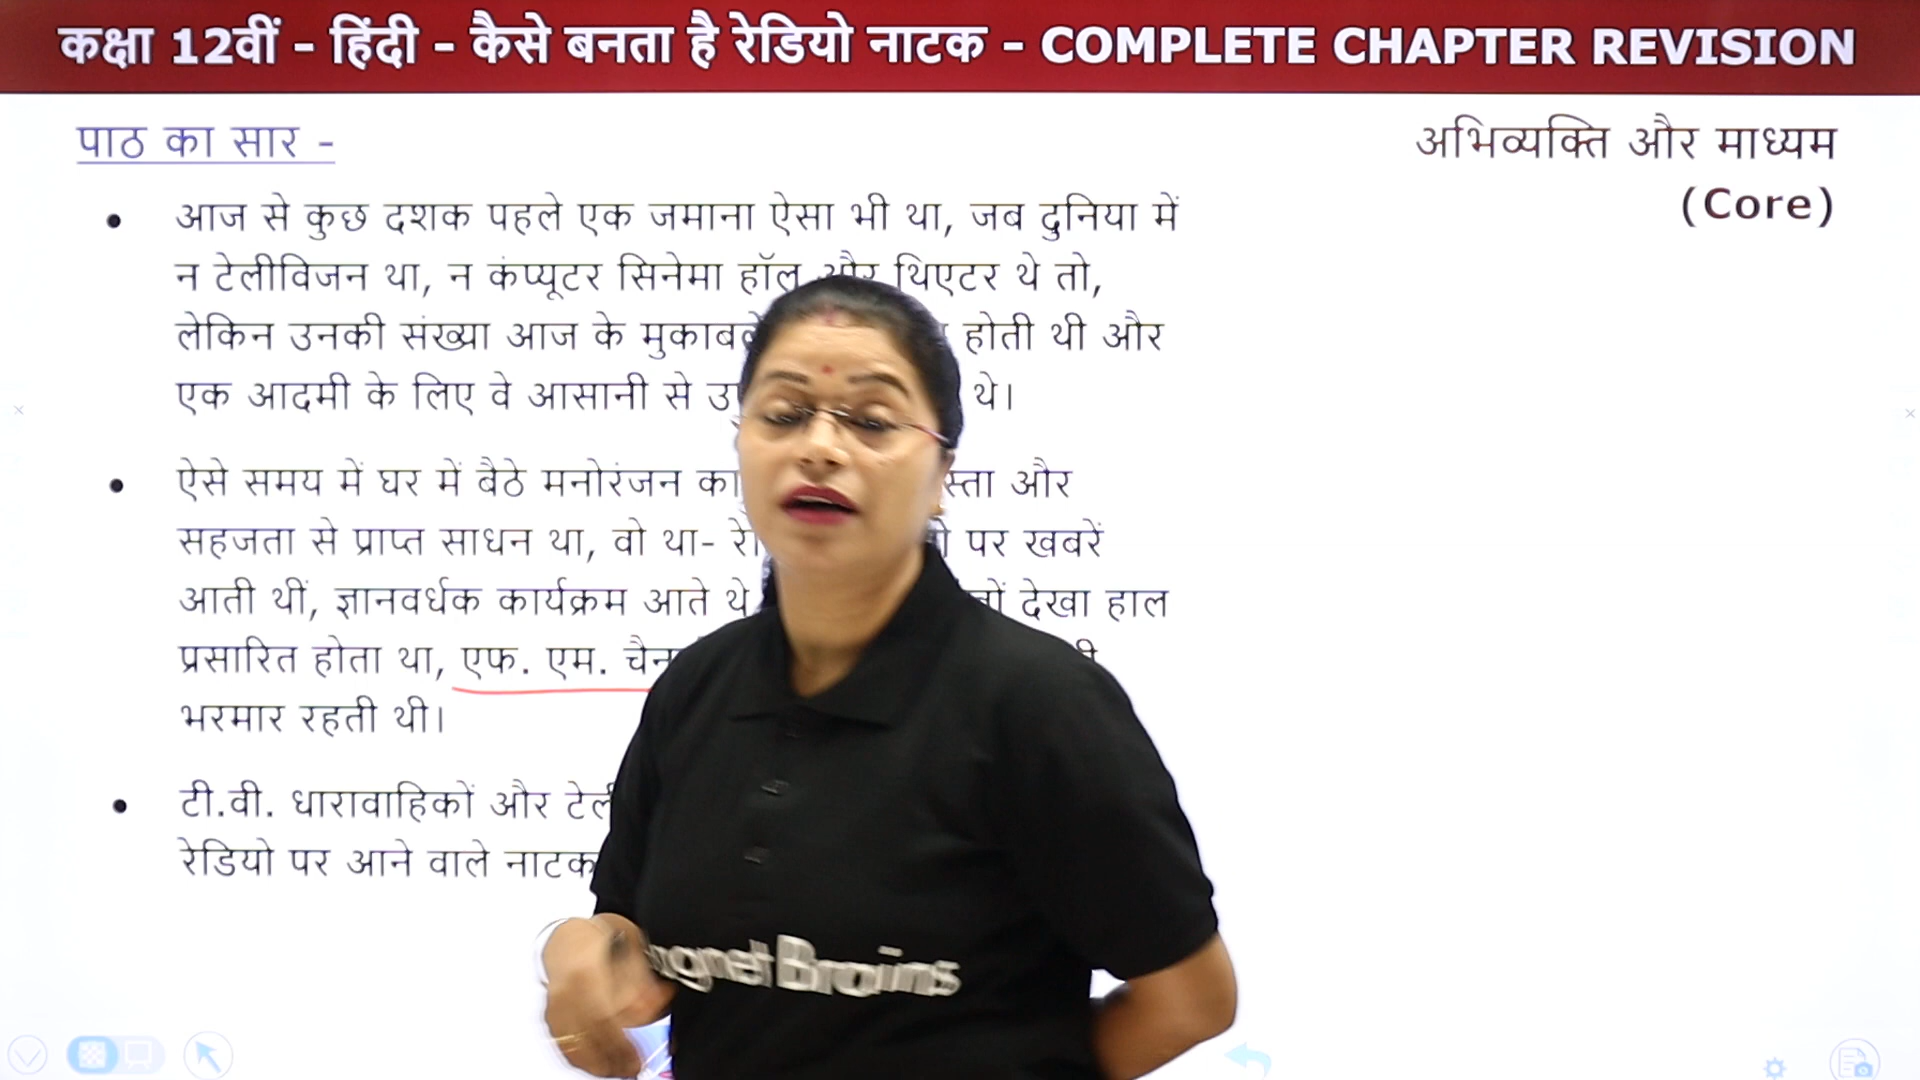 कक्षा 12वीं - हिंदी - कैसे बनता है रेडियो नाटक - COMPLETE CHAPTER REVISION
पाठ का सार -
अभिव्यक्ति और माध्यम
(Core)
आज से कुछ दशक पहले एक जमाना ऐसा भी था, जब दुनिया में
न टेलीविजन था, न कंप्यूटर सिनेमा हॉल और थिएटर थे तो,
लेकिन उनकी संख्या आज के होती थी और
एक आदमी के लिए वे आसानी से थे।
ऐसे समय में घर में बैठे मनोरंजन का और
सहजता से प्राप्त साधन था, वो था- पर खबरें
आती थीं, ज्ञानवर्धक कार्यक्रम आते थे देखा हाल
प्रसारित होता था, एफ. एम.
भरमार रहती थी।
टी.वी. धारावाहिकों और
रेडियो पर आने वाले नाटक
Brains